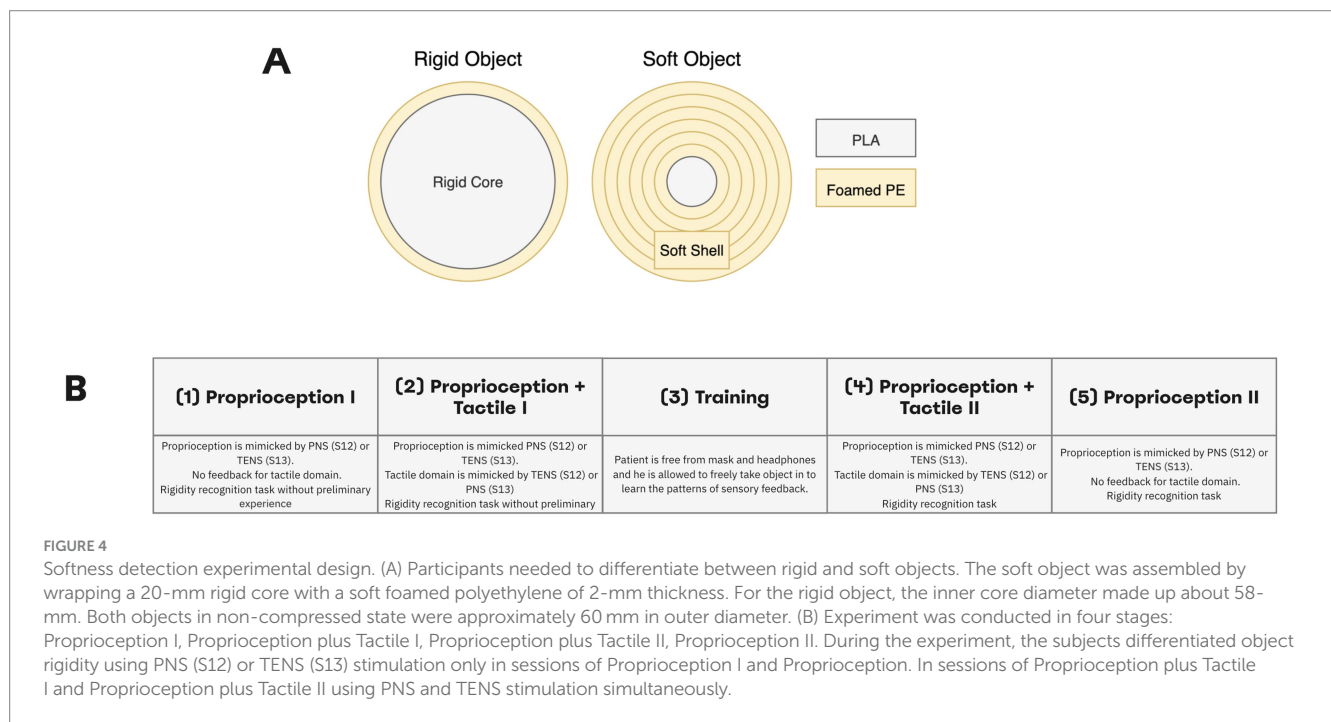 A
Rigid Object
Soft Object
Rigid Core
Soft Shell
PLA
Foamed PE
B
(1) Proprioception I
(2) Proprioception +
Tactile I
(3) Training
(4) Proprioception +
Tactile II
(5) Proprioception II
Proprioception is mimicked by PNS (S12) or
TENS (S13).
No feedback for tactile domain.
Rigidity recognition task without preliminary
experience
Proprioception is mimicked PNS (S12) or
TENS (S13).
Tactile domain is mimicked by TENS (S12) or
PNS (S13)
Rigidity recognition task without preliminary
Patient is free from mask and headphones
and he is allowed to freely take object in to
learn the patterns of sensory feedback.
Proprioception is mimicked PNS (S12) or
TENS (S13).
Tactile domain is mimicked by TENS (S12) or
PNS (S13)
Rigidity recognition task
Proprioception is mimicked by PNS (S12) or
TENS (S13).
No feedback for tactile domain.
Rigidity recognition task
FIGURE 4
Softness detection experimental design. (A) Participants needed to differentiate between rigid and soft objects. The soft object was assembled by
wrapping a 20-mm rigid core with a soft foamed polyethylene of 2-mm thickness. For the rigid object, the inner core diameter made up about 58-
mm. Both objects in non-compressed state were approximately 60 mm in outer diameter. (B) Experiment was conducted in four stages:
Proprioception I, Proprioception plus Tactile I, Proprioception plus Tactile II, Proprioception II. During the experiment, the subjects differentiated object
rigidity using PNS (S12) or TENS (S13) stimulation only in sessions of Proprioception I and Proprioception. In sessions of Proprioception plus Tactile
I and Proprioception plus Tactile II using PNS and TENS stimulation simultaneously.